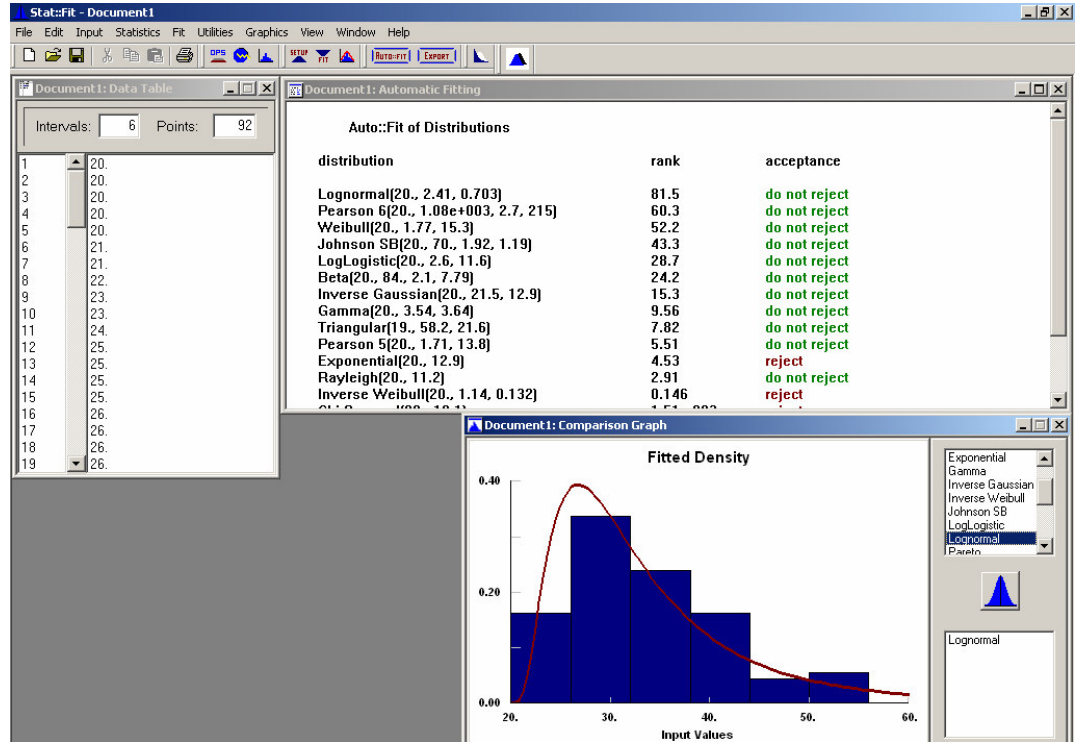 Stat::Fit - Document1
File Edit Input Statistics Fit Utilities Graphics View Window Help
OPS SETUP FIT AUTO::FIT EXPORT
Document1: Data Table
Intervals: 6 Points: 92
1 20.
2 20.
3 20.
4 20.
5 20.
6 21.
7 21.
8 22.
9 23.
10 23.
11 24.
12 25.
13 25.
14 25.
15 25.
16 26.
17 26.
18 26.
19 26.
Document1: Automatic Fitting
Auto::Fit of Distributions
distribution rank acceptance
Lognormal(20., 2.41, 0.703) 81.5 do not reject
Pearson 6(20., 1.08e+003, 2.7, 215) 60.3 do not reject
Weibull(20., 1.77, 15.3) 52.2 do not reject
Johnson SB(20., 70., 1.92, 1.19) 43.3 do not reject
LogLogistic(20., 2.6, 11.6) 28.7 do not reject
Beta(20., 84., 2.1, 7.79) 24.2 do not reject
Inverse Gaussian(20., 21.5, 12.9) 15.3 do not reject
Gamma(20., 3.54, 3.64) 9.56 do not reject
Triangular(19., 58.2, 21.6) 7.82 do not reject
Pearson 5(20., 1.71, 13.8) 5.51 do not reject
Exponential(20., 12.9) 4.53 reject
Rayleigh(20., 11.2) 2.91 do not reject
Inverse Weibull(20., 1.14, 0.132) 0.146 reject
Document1: Comparison Graph
Fitted Density
0.40
0.20
0.00
20. 30. 40. 50. 60.
Input Values
Exponential
Gamma
Inverse Gaussian
Inverse Weibull
Johnson SB
LogLogistic
Lognormal
Pareto
Lognormal